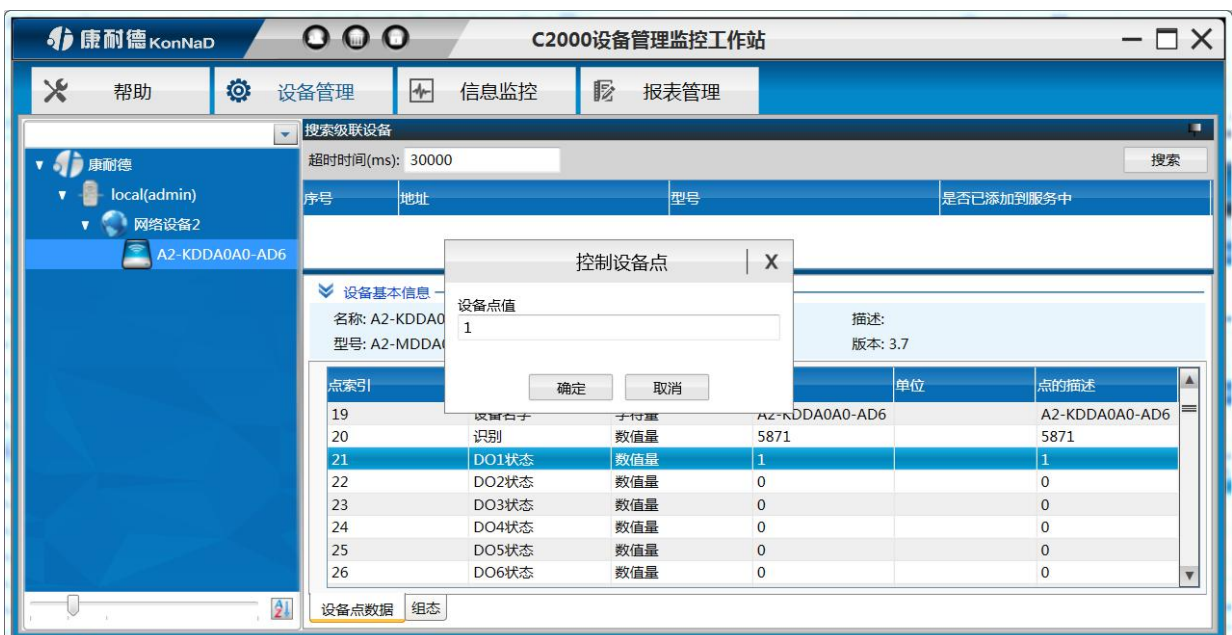 康耐德 KonNaD
C2000设备管理监控工作站
帮助 设备管理 信息监控 报表管理
搜索级联设备
超时时间(ms): 30000 搜索
康耐德
local(admin)
网络设备2
A2-KDDA0A0-AD6
序号 地址 型号 是否已添加到服务中
控制设备点 X
设备点值
1
确定 取消
设备基本信息
名称: A2-KDDA0 描述:
型号: A2-MDDA 版本: 3.7
点索引 单位 点的描述
19 设备名字 字符量 A2-KDDA0A0-AD6 A2-KDDA0A0-AD6
20 识别 数值量 5871 5871
21 DO1状态 数值量 1 1
22 DO2状态 数值量 0 0
23 DO3状态 数值量 0 0
24 DO4状态 数值量 0 0
25 DO5状态 数值量 0 0
26 DO6状态 数值量 0 0
设备点数据 组态